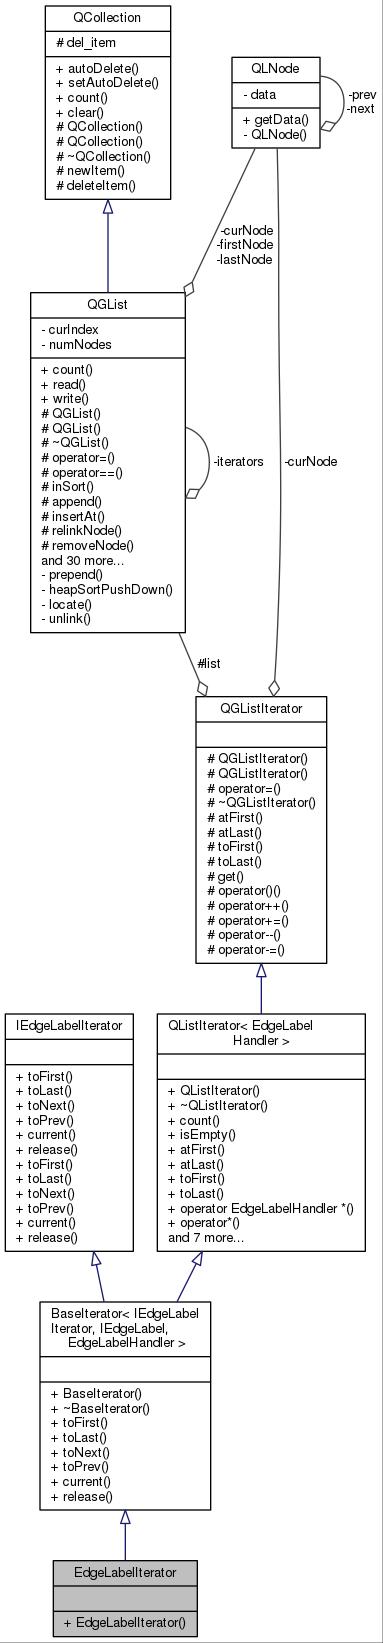 QCollection
# del_item
+ autoDelete()
+ setAutoDelete()
+ count()
+ clear()
# QCollection()
# QCollection()
# ~QCollection()
# newItem()
# deleteItem()
QLNode
- data
+ getData()
- QLNode()
-prev
-next
-curNode
-firstNode
-lastNode
QGList
- curIndex
- numNodes
+ count()
+ read()
+ write()
# QGList()
# QGList()
# ~QGList()
# operator=()
# operator==()
# inSort()
# append()
# insertAt()
# relinkNode()
# removeNode()
and 30 more...
- prepend()
- heapSortPushDown()
- locate()
- unlink()
-iterators
-curNode
#list
QGListIterator
# QGListIterator()
# QGListIterator()
# operator=()
# ~QGListIterator()
# atFirst()
# atLast()
# toFirst()
# toLast()
# get()
# operator()()
# operator++()
# operator+=()
# operator--()
# operator-=()
IEdgeLabelIterator
+ toFirst()
+ toLast()
+ toNext()
+ toPrev()
+ current()
+ release()
+ toFirst()
+ toLast()
+ toNext()
+ toPrev()
+ current()
+ release()
QListIterator< EdgeLabel
Handler >
+ QListIterator()
+ ~QListIterator()
+ count()
+ isEmpty()
+ atFirst()
+ atLast()
+ toFirst()
+ toLast()
+ operator EdgeLabelHandler *()
+ operator*()
and 7 more...
BaseIterator< IEdgeLabel
Iterator, IEdgeLabel,
EdgeLabelHandler >
+ BaseIterator()
+ ~BaseIterator()
+ toFirst()
+ toLast()
+ toNext()
+ toPrev()
+ current()
+ release()
EdgeLabelIterator
+ EdgeLabelIterator()